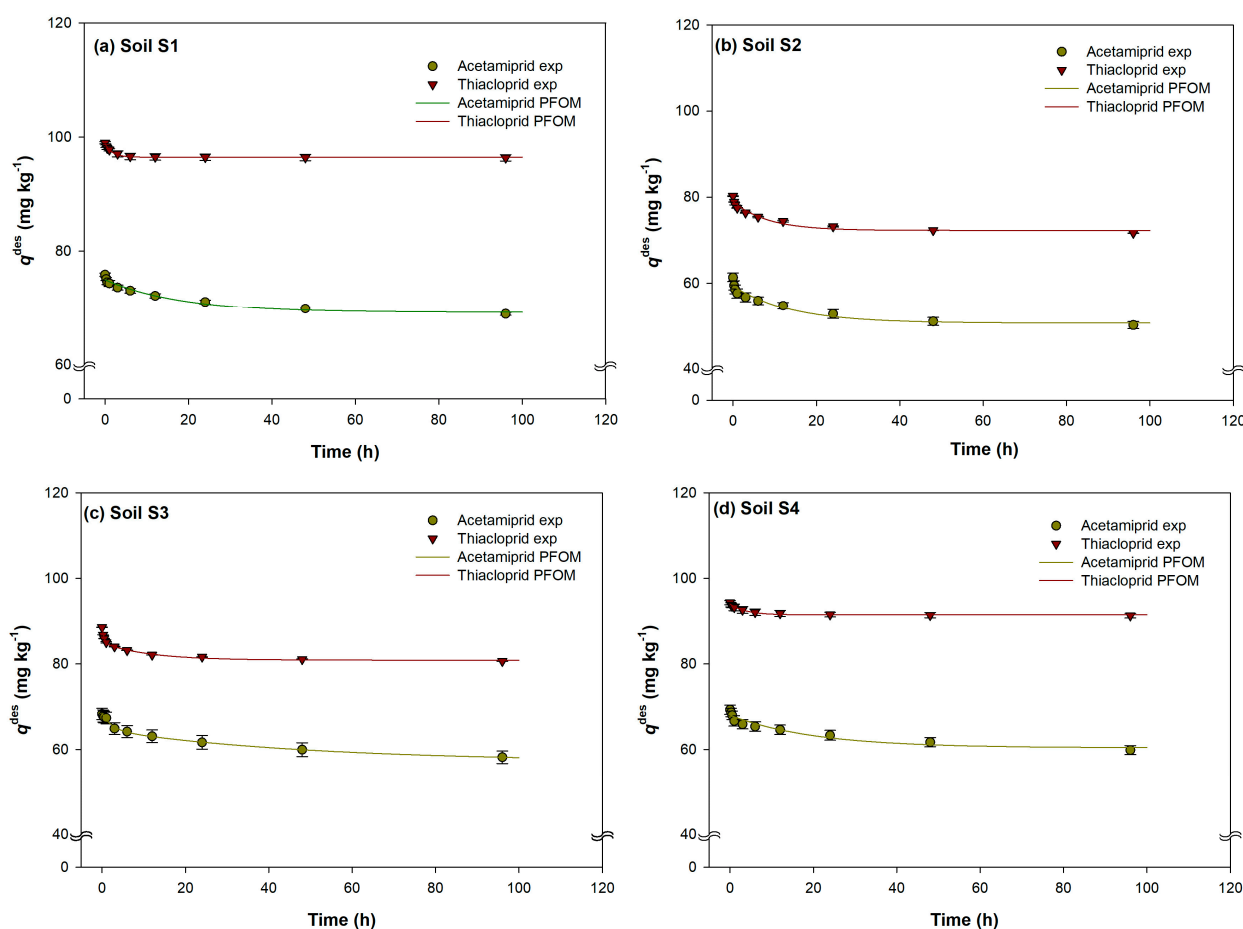 (a) Soil S1
Acetamiprid exp
Thiacloprid exp
Acetamiprid PFOM
Thiacloprid PFOM
120
100
80
60
0
q^des (mg kg^-1)
0 20 40 60 80 100 120
Time (h)
(b) Soil S2
Acetamiprid exp
Thiacloprid exp
Acetamiprid PFOM
Thiacloprid PFOM
120
100
80
60
40
0
q^des (mg kg^-1)
0 20 40 60 80 100 120
Time (h)
(c) Soil S3
Acetamiprid exp
Thiacloprid exp
Acetamiprid PFOM
Thiacloprid PFOM
120
100
80
60
40
0
q^des (mg kg^-1)
0 20 40 60 80 100 120
Time (h)
(d) Soil S4
Acetamiprid exp
Thiacloprid exp
Acetamiprid PFOM
Thiacloprid PFOM
120
100
80
60
40
0
q^des (mg kg^-1)
0 20 40 60 80 100 120
Time (h)